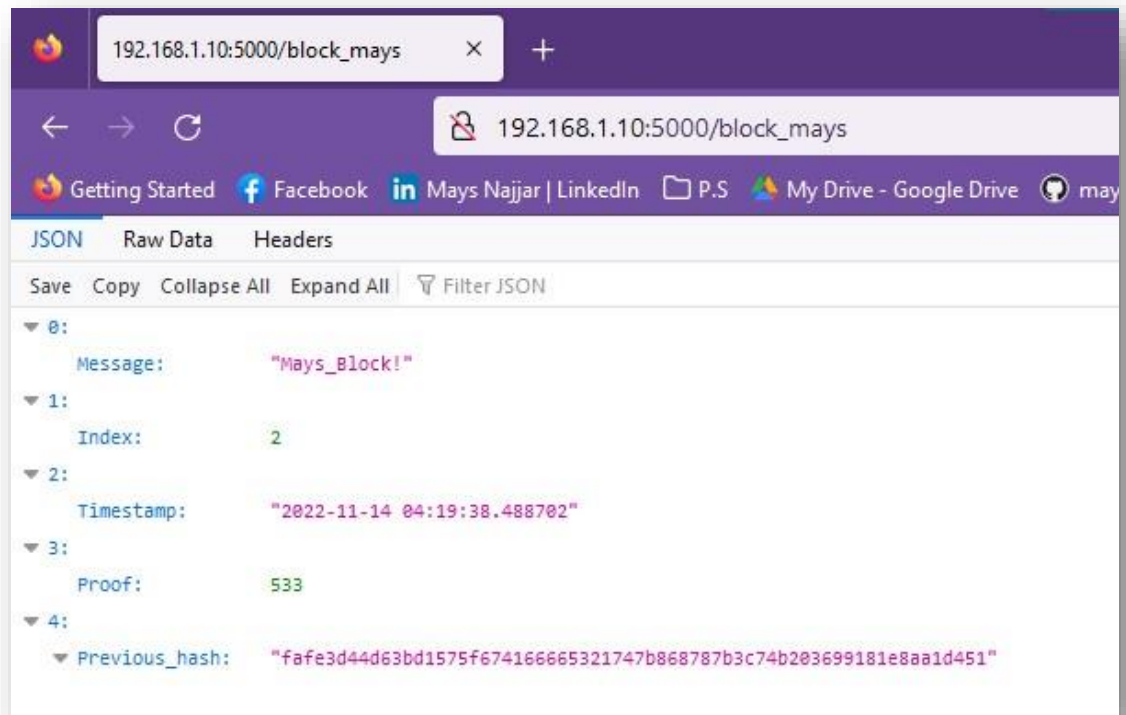 192.168.1.10:5000/block_mays
192.168.1.10:5000/block_mays
Getting Started Facebook in Mays Najjar | LinkedIn P.S My Drive - Google Drive may
JSON Raw Data Headers
Save Copy Collapse All Expand All Filter JSON
0:
Message: "Mays_Block!"
1:
Index: 2
2:
Timestamp: "2022-11-14 04:19:38.488702"
3:
Proof: 533
4:
Previous_hash: "fafe3d44d63bd1575f674166665321747b868787b3c74b203699181e8aa1d451"